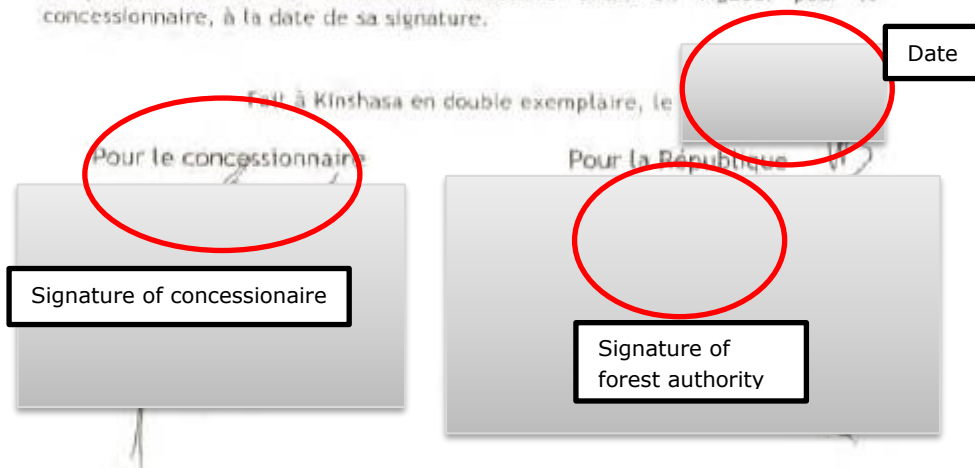 concessionnaire, à la date de sa signature.
Date
Fait à Kinshasa en double exemplaire, le
Pour le concessionnaire
Pour la République
Signature of concessionaire
Signature of
forest authority